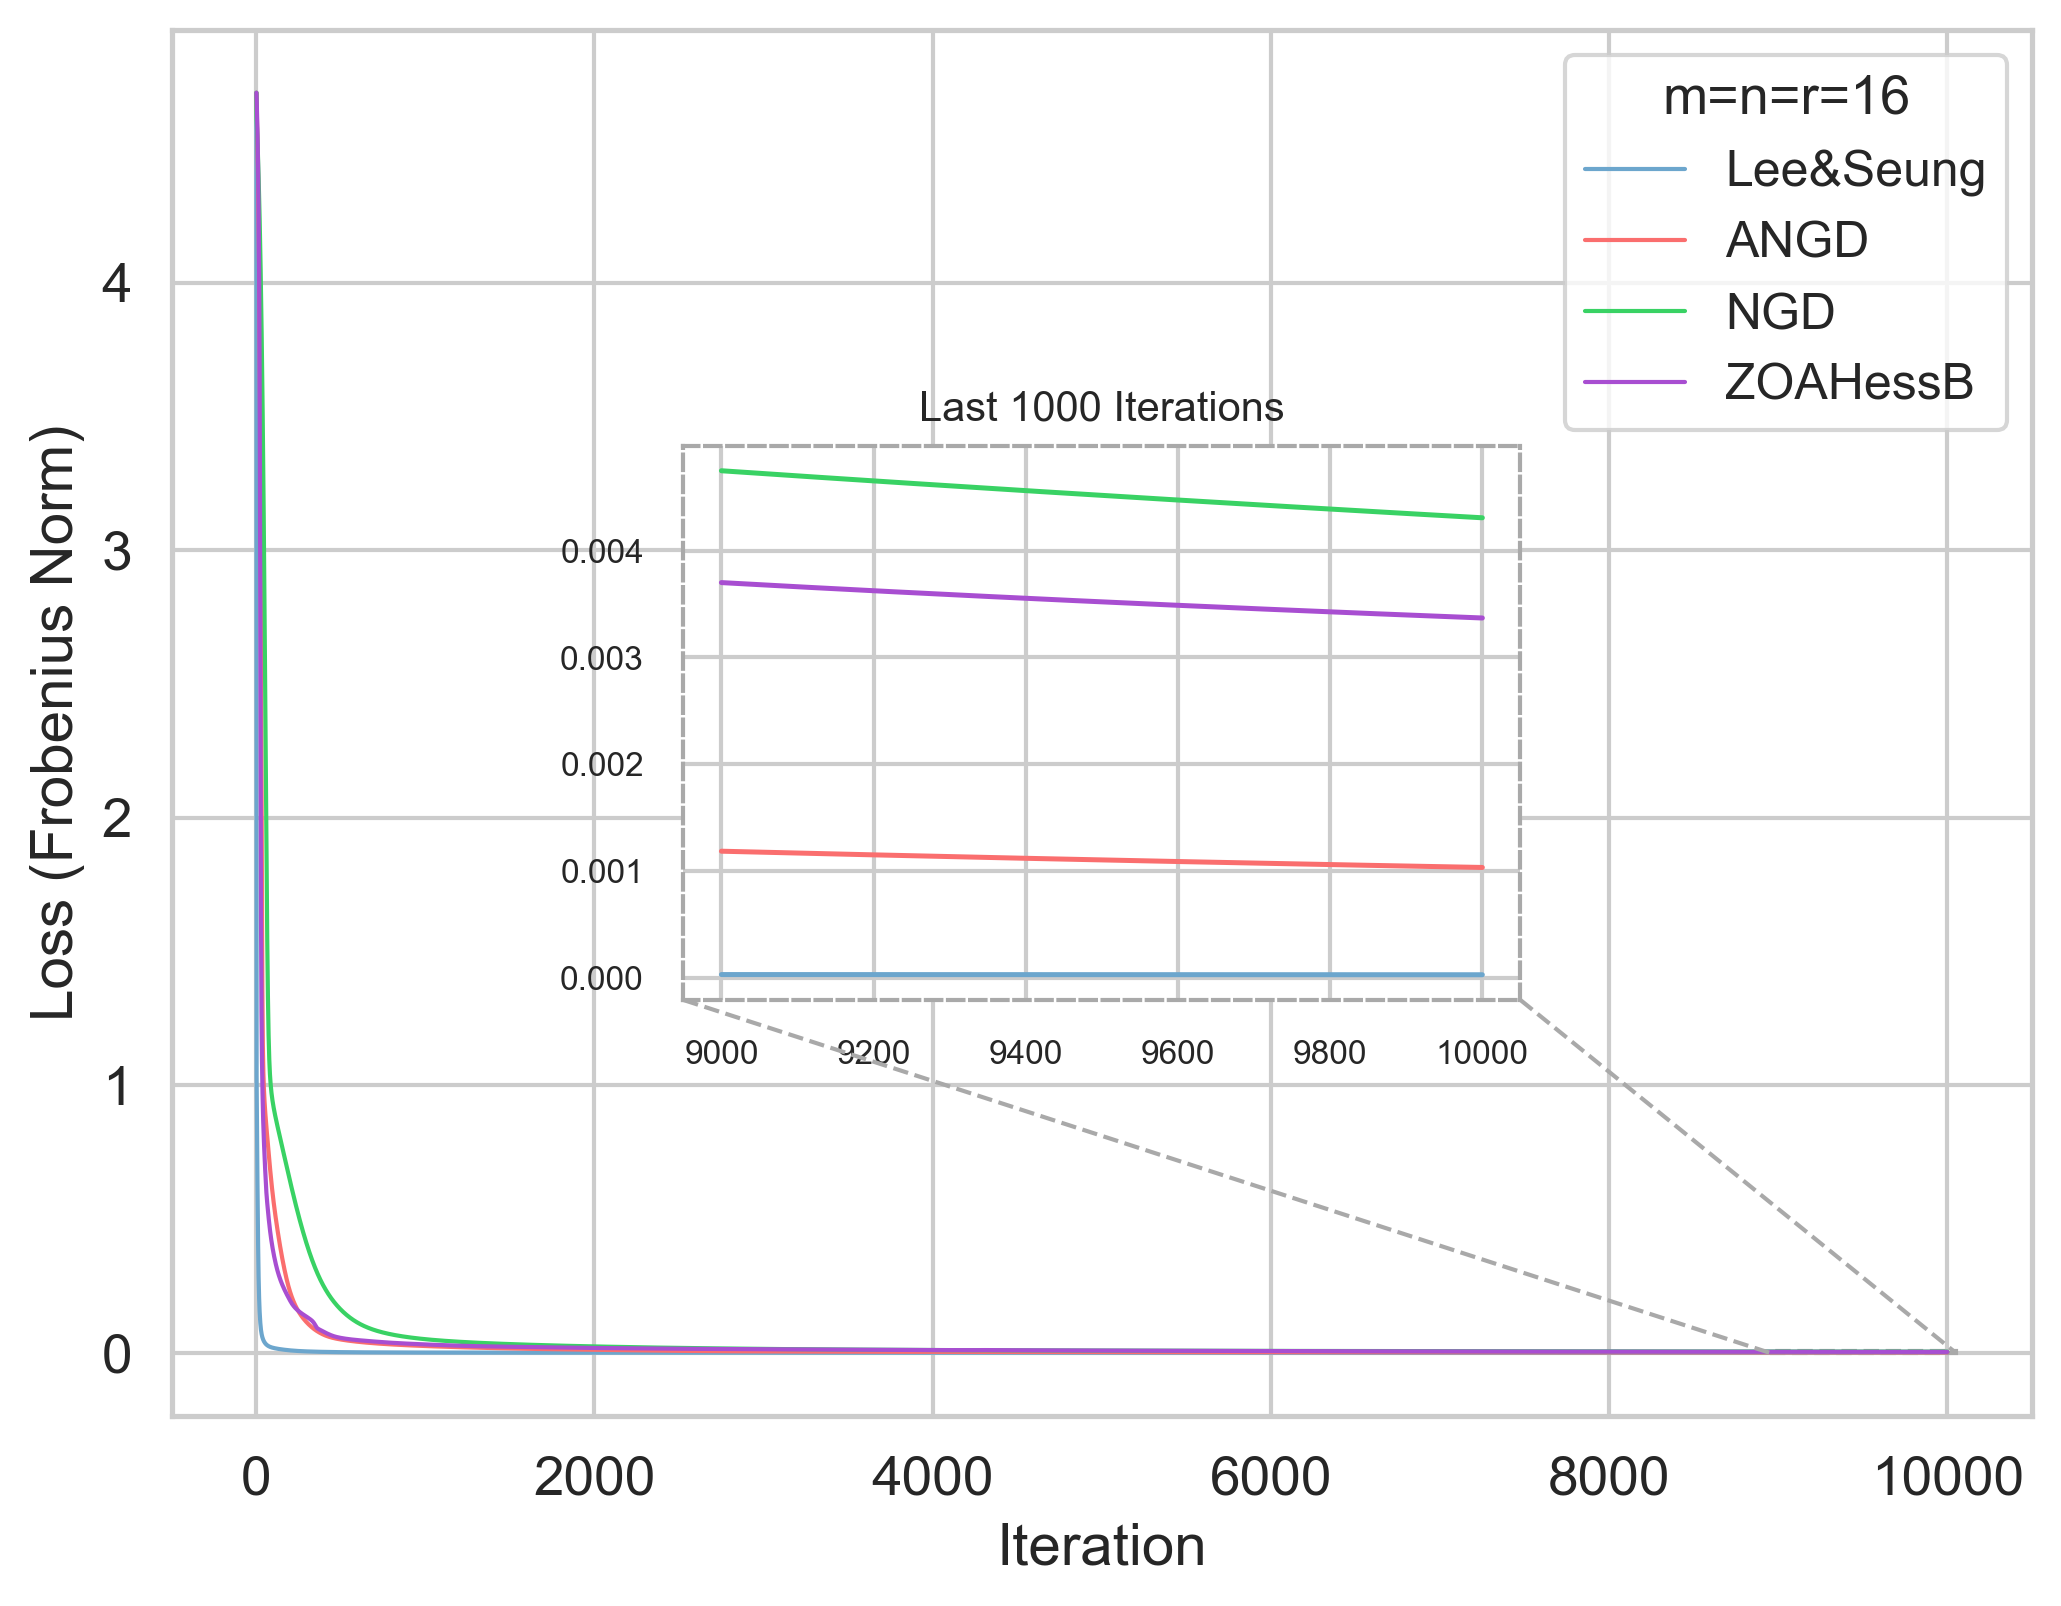 m=n=r=16
Lee&Seung
ANGD
NGD
ZOAHessB
Last 1000 Iterations
0.004
0.003
0.002
0.001
0.000
9000 9200 9400 9600 9800 10000
Loss (Frobenius Norm)
4
3
2
1
0
0 2000 4000 6000 8000 10000
Iteration